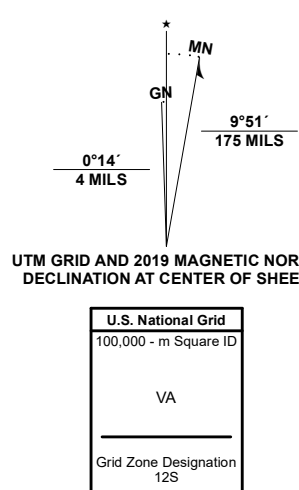 ★
MN
GN
9°51´
175 MILS
0°14´
4 MILS
UTM GRID AND 2019 MAGNETIC NOR
DECLINATION AT CENTER OF SHEE
U.S. National Grid
100,000 - m Square ID
VA
Grid Zone Designation
12S